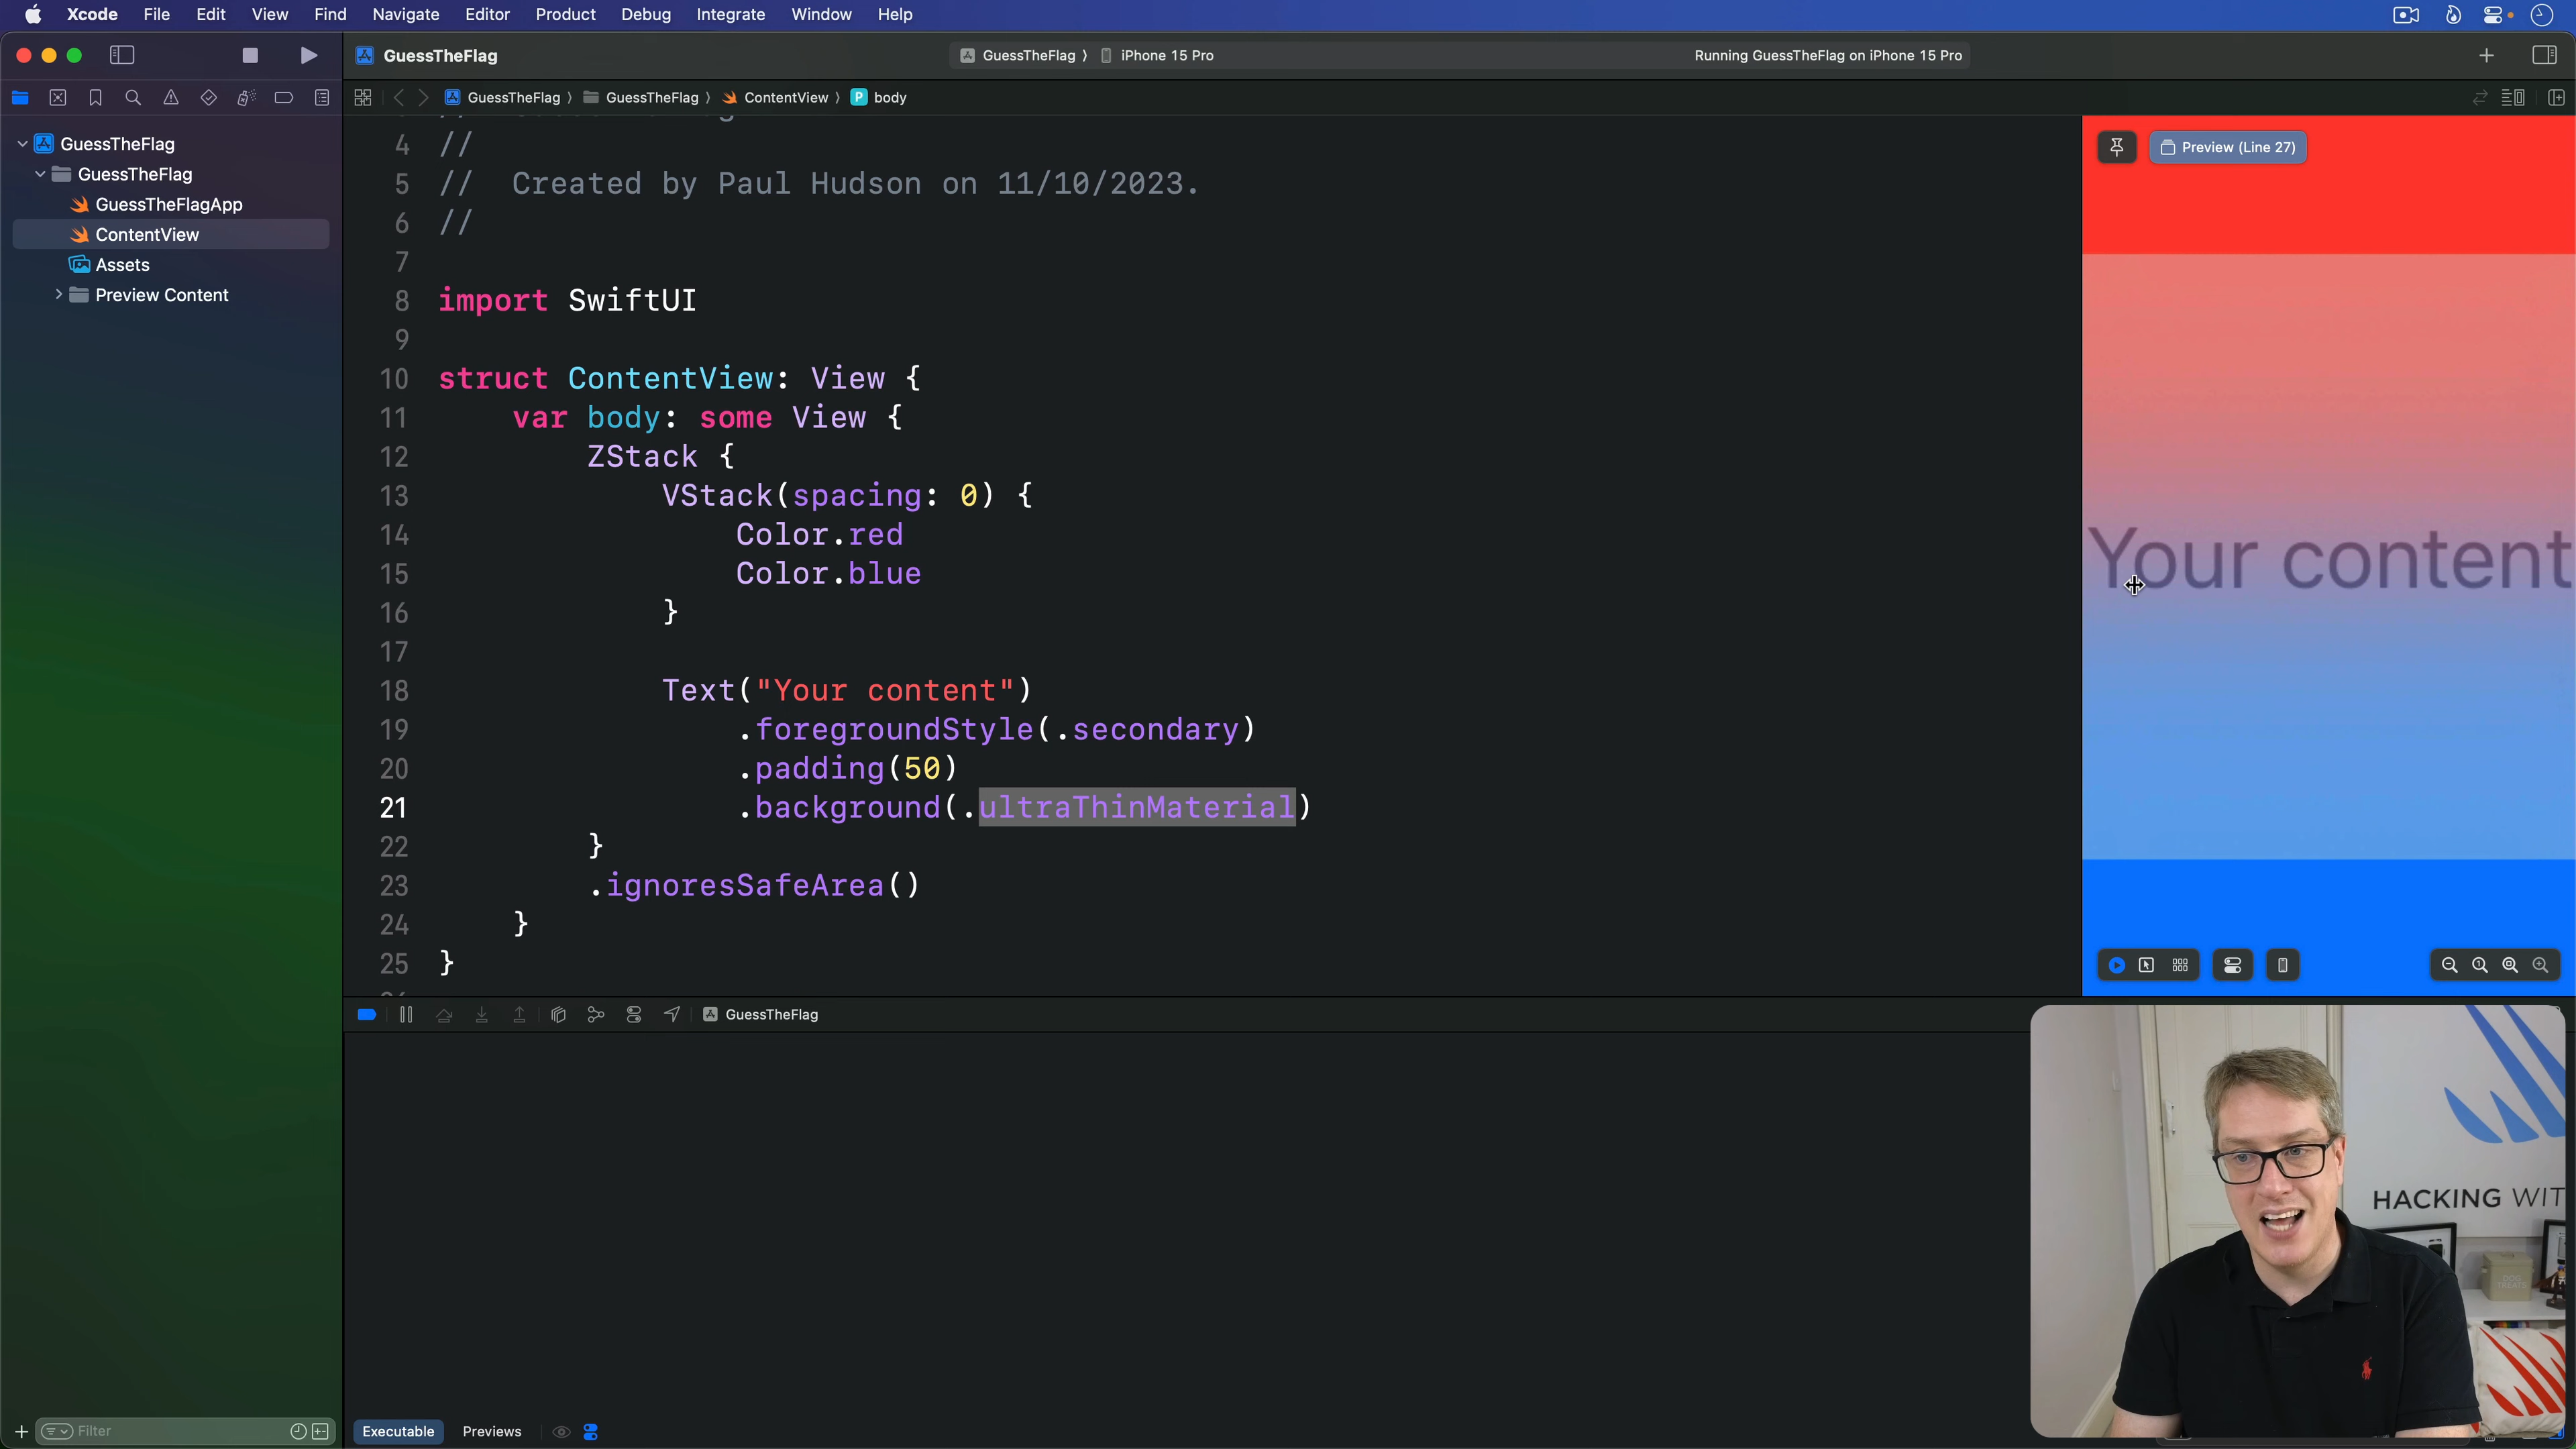 Xcode File Edit View Find Navigate Editor Product Debug Integrate Window Help
GuessTheFlag
GuessTheFlag ⟩ iPhone 15 Pro
Running GuessTheFlag on iPhone 15 Pro
GuessTheFlag ⟩ GuessTheFlag ⟩ ContentView ⟩ P body
GuessTheFlag
GuessTheFlag
GuessTheFlagApp
ContentView
Assets
Preview Content
4 //
5 //  Created by Paul Hudson on 11/10/2023.
6 //
7
8 import SwiftUI
9
10 struct ContentView: View {
11     var body: some View {
12         ZStack {
13             VStack(spacing: 0) {
14                 Color.red
15                 Color.blue
16             }
17
18             Text("Your content")
19                 .foregroundStyle(.secondary)
20                 .padding(50)
21                 .background(.ultraThinMaterial)
22         }
23         .ignoresSafeArea()
24     }
25 }
Preview (Line 27)
Your content
GuessTheFlag
HACKING WIT
Filter
Executable Previews